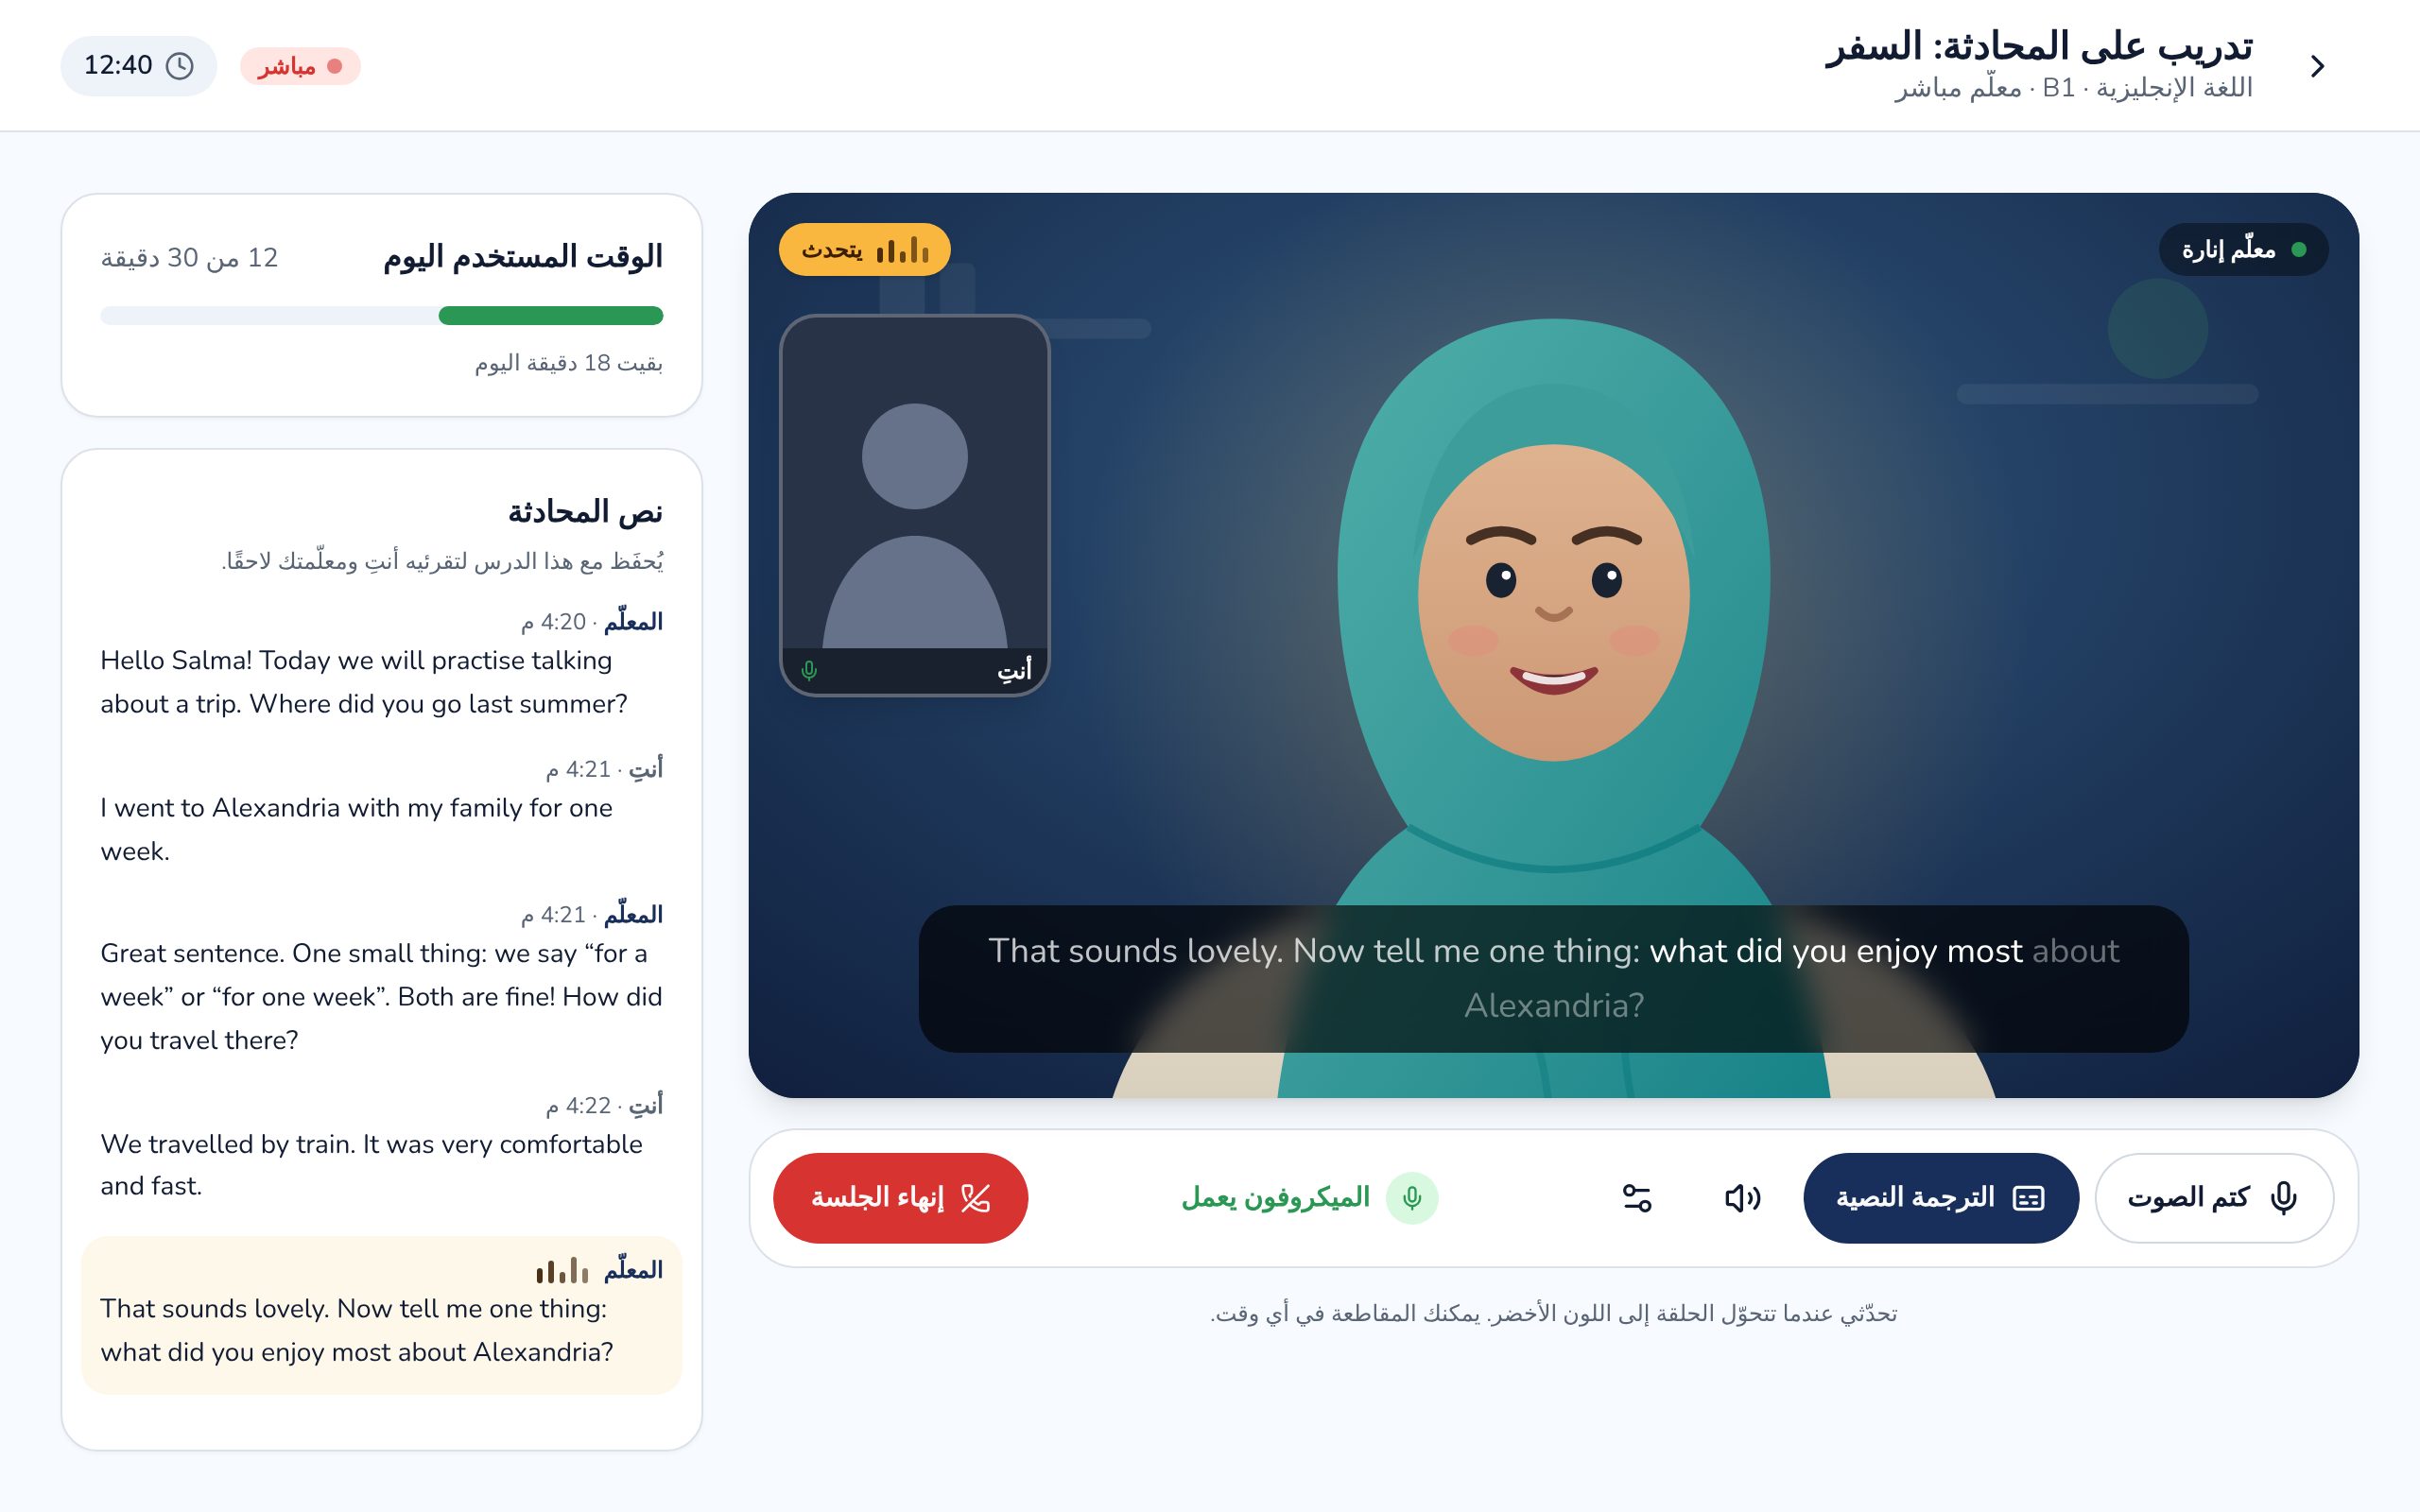 تدريب على المحادثة: السفر
اللغة الإنجليزية · B1 · معلّم مباشر
مباشر
12:40
معلّم إنارة
يتحدث
أنتِ
That sounds lovely. Now tell me one thing: what did you enjoy most about
Alexandria?
كتم الصوت
الترجمة النصية
الميكروفون يعمل
إنهاء الجلسة
تحدّثي عندما تتحوّل الحلقة إلى اللون الأخضر. يمكنك المقاطعة في أي وقت.
الوقت المستخدم اليوم
12 من 30 دقيقة
بقيت 18 دقيقة اليوم
نص المحادثة
يُحفَظ مع هذا الدرس لتقرئيه أنتِ ومعلّمتك لاحقًا.
المعلّم · 4:20 م
Hello Salma! Today we will practise talking
about a trip. Where did you go last summer?
أنتِ · 4:21 م
I went to Alexandria with my family for one
week.
المعلّم · 4:21 م
Great sentence. One small thing: we say “for a
week” or “for one week”. Both are fine! How did
you travel there?
أنتِ · 4:22 م
We travelled by train. It was very comfortable
and fast.
المعلّم
That sounds lovely. Now tell me one thing:
what did you enjoy most about Alexandria?